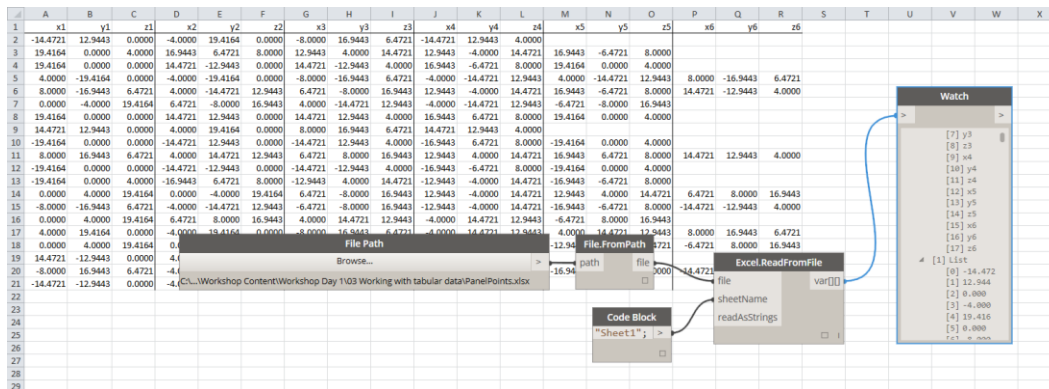 A B C D E F G H I J K L M N O P Q R S T U V W X
1 x1 y1 z1 x2 y2 z2 x3 y3 z3 x4 y4 z4 x5 y5 z5 x6 y6 z6
2 -14.4721 12.9443 0.0000 -4.0000 19.4164 0.0000 -8.0000 16.9443 6.4721 -14.4721 12.9443 4.0000
3 19.4164 0.0000 4.0000 16.9443 6.4721 8.0000 12.9443 4.0000 14.4721 12.9443 -4.0000 14.4721 16.9443 -6.4721 8.0000
4 19.4164 0.0000 0.0000 14.4721 -12.9443 0.0000 14.4721 -12.9443 4.0000 16.9443 -6.4721 8.0000 19.4164 0.0000 4.0000
5 4.0000 -19.4164 0.0000 -4.0000 -19.4164 0.0000 -8.0000 -16.9443 6.4721 -4.0000 -14.4721 12.9443 4.0000 -14.4721 12.9443 8.0000 -16.9443 6.4721
6 8.0000 -16.9443 6.4721 4.0000 -14.4721 12.9443 6.4721 -8.0000 16.9443 12.9443 -4.0000 14.4721 16.9443 -6.4721 8.0000 14.4721 -12.9443 4.0000
7 0.0000 -4.0000 19.4164 6.4721 -8.0000 16.9443 4.0000 -14.4721 12.9443 -4.0000 -14.4721 12.9443 -6.4721 -8.0000 16.9443
8 19.4164 0.0000 0.0000 14.4721 12.9443 0.0000 14.4721 12.9443 4.0000 16.9443 6.4721 8.0000 19.4164 0.0000 4.0000
9 14.4721 12.9443 0.0000 4.0000 19.4164 0.0000 8.0000 16.9443 6.4721 14.4721 12.9443 4.0000
10 -19.4164 0.0000 0.0000 -14.4721 12.9443 0.0000 -14.4721 12.9443 4.0000 -16.9443 6.4721 8.0000 -19.4164 0.0000 4.0000
11 8.0000 16.9443 6.4721 4.0000 14.4721 12.9443 6.4721 8.0000 16.9443 12.9443 4.0000 14.4721 16.9443 6.4721 8.0000 14.4721 12.9443 4.0000
12 -19.4164 0.0000 0.0000 -14.4721 -12.9443 0.0000 -14.4721 -12.9443 4.0000 -16.9443 -6.4721 8.0000 -19.4164 0.0000 4.0000
13 -19.4164 0.0000 4.0000 -16.9443 6.4721 8.0000 -12.9443 4.0000 14.4721 -12.9443 -4.0000 14.4721 -16.9443 -6.4721 8.0000
14 0.0000 4.0000 19.4164 0.0000 -4.0000 19.4164 6.4721 -8.0000 16.9443 12.9443 -4.0000 14.4721 12.9443 4.0000 14.4721 6.4721 8.0000 16.9443
15 -8.0000 -16.9443 6.4721 -4.0000 -14.4721 12.9443 -6.4721 -8.0000 16.9443 -12.9443 -4.0000 14.4721 -16.9443 -6.4721 8.0000 -14.4721 -12.9443 4.0000
16 0.0000 4.0000 19.4164 6.4721 8.0000 16.9443 4.0000 14.4721 12.9443 -4.0000 14.4721 12.9443 -6.4721 8.0000 16.9443
17 4.0000 19.4164 0.0000 -4.0000 19.4164 0.0000 -8.0000 16.9443 6.4721 -4.0000 14.4721 12.9443 4.0000 14.4721 12.9443 8.0000 16.9443 6.4721
18 0.0000 4.0000 19.4164 -6.4721 8.0000 16.9443
19 14.4721 -12.9443 0.0000
20 -8.0000 16.9443 6.4721
21 -14.4721 -12.9443 0.0000
22
23
24
25
26
27
28
29
File Path
Browse... >
C:\...\Workshop Content\Workshop Day 1\03 Working with tabular data\PanelPoints.xlsx
File.FromPath
path file
Code Block
"Sheet1"; >
Excel.ReadFromFile
file var[][]
sheetName
readAsStrings
Watch
> >
[7] y3
[8] z3
[9] x4
[10] y4
[11] z4
[12] x5
[13] y5
[14] z5
[15] x6
[16] y6
[17] z6
[1] List
[0] -14.472
[1] 12.944
[2] 0.000
[3] -4.000
[4] 19.416
[5] 0.000